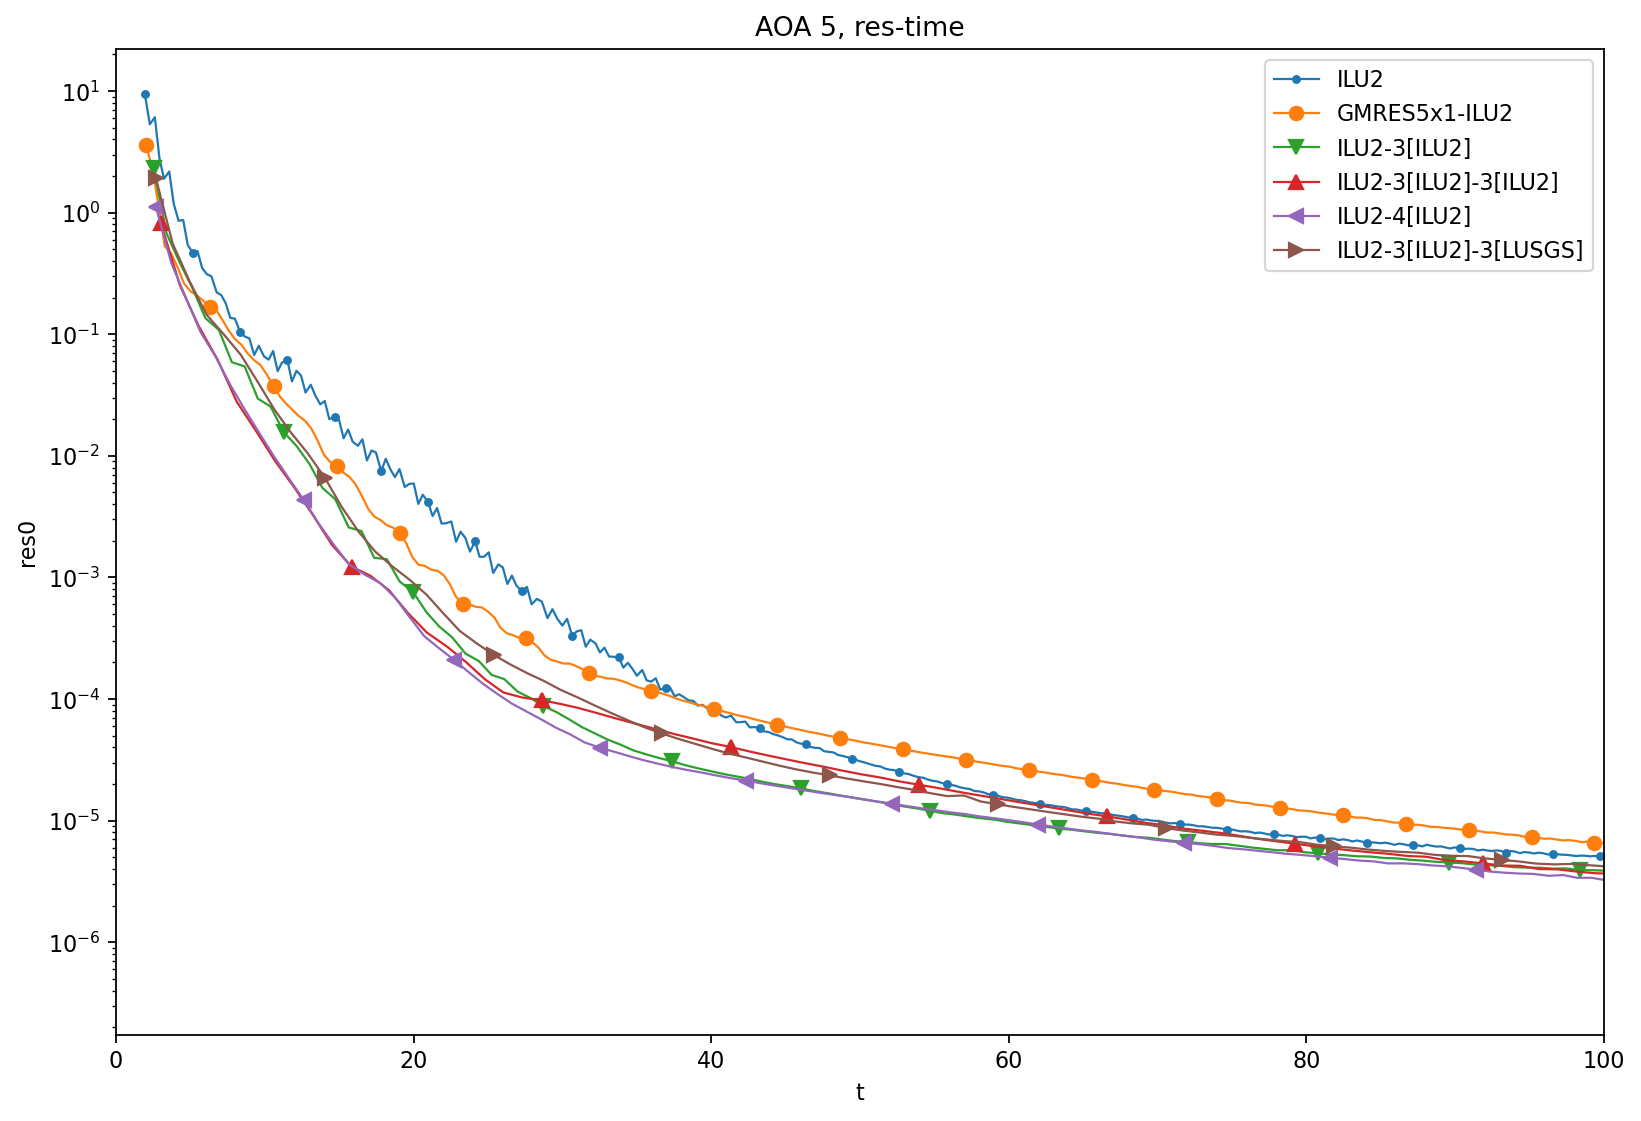 AOA 5, res-time
ILU2
GMRES5x1-ILU2
ILU2-3[ILU2]
ILU2-3[ILU2]-3[ILU2]
ILU2-4[ILU2]
ILU2-3[ILU2]-3[LUSGS]
res0
10¹
10⁰
10⁻¹
10⁻²
10⁻³
10⁻⁴
10⁻⁵
10⁻⁶
0 20 40 60 80 100
t